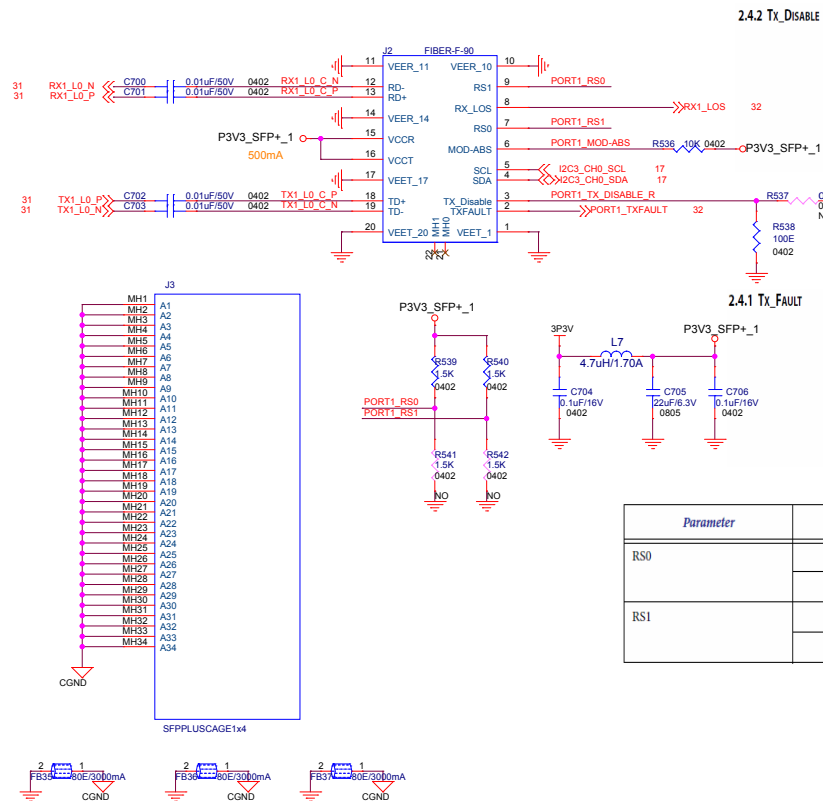 2.4.2 Tx_Disable
J2 FIBER-F-90
11 VEER_11 VEER_10 10
31 RX1_L0_N C700 0.01uF/50V 0402 RX1_L0_C_N 12 RD- RS1 9 PORT1_RS0
31 RX1_L0_P C701 0.01uF/50V 0402 RX1_L0_C_P 13 RD+
RX_LOS 8 RX1_LOS 32
14 VEER_14
RS0 7 PORT1_RS1
P3V3_SFP+_1 15 VCCR
MOD-ABS 6 PORT1_MOD-ABS R536 10K 0402 P3V3_SFP+_1
500mA
16 VCCT
SCL 5 I2C3_CH0_SCL 17
17 VEET_17 SDA 4 I2C3_CH0_SDA 17
31 TX1_L0_P C702 0.01uF/50V 0402 TX1_L0_C_P 18 TD+ TX_Disable 3 PORT1_TX_DISABLE_R R537
31 TX1_L0_N C703 0.01uF/50V 0402 TX1_L0_C_N 19 TD- TXFAULT 2 PORT1_TXFAULT 32
R538
100E
0402
20 VEET_20 MH1 MH0 VEET_1 1
22 21
J3
MH1 A1
MH2 A2
MH3 A3
MH4 A4
MH5 A5
MH6 A6
MH7 A7
MH8 A8
MH9 A9
MH10 A10
MH11 A11
MH12 A12
MH13 A13
MH14 A14
MH15 A15
MH16 A16
MH17 A17
MH18 A18
MH19 A19
MH20 A20
MH21 A21
MH22 A22
MH23 A23
MH24 A24
MH25 A25
MH26 A26
MH27 A27
MH28 A28
MH29 A29
MH30 A30
MH31 A31
MH32 A32
MH33 A33
MH34 A34
CGND
SFPPLUSCAGE1x4
P3V3_SFP+_1
R539 R540
1.5K 1.5K
0402 0402
PORT1_RS0
PORT1_RS1
R541 R542
1.5K 1.5K
0402 0402
NO NO
2.4.1 Tx_Fault
3P3V P3V3_SFP+_1
L7
4.7uH/1.70A
C704 C705 C706
0.1uF/16V 22uF/6.3V 0.1uF/16V
0402 0805 0402
Parameter
RS0
RS1
2 1 2 1 2 1
FB35 80E/3000mA FB36 80E/3000mA FB37 80E/3000mA
CGND CGND CGND